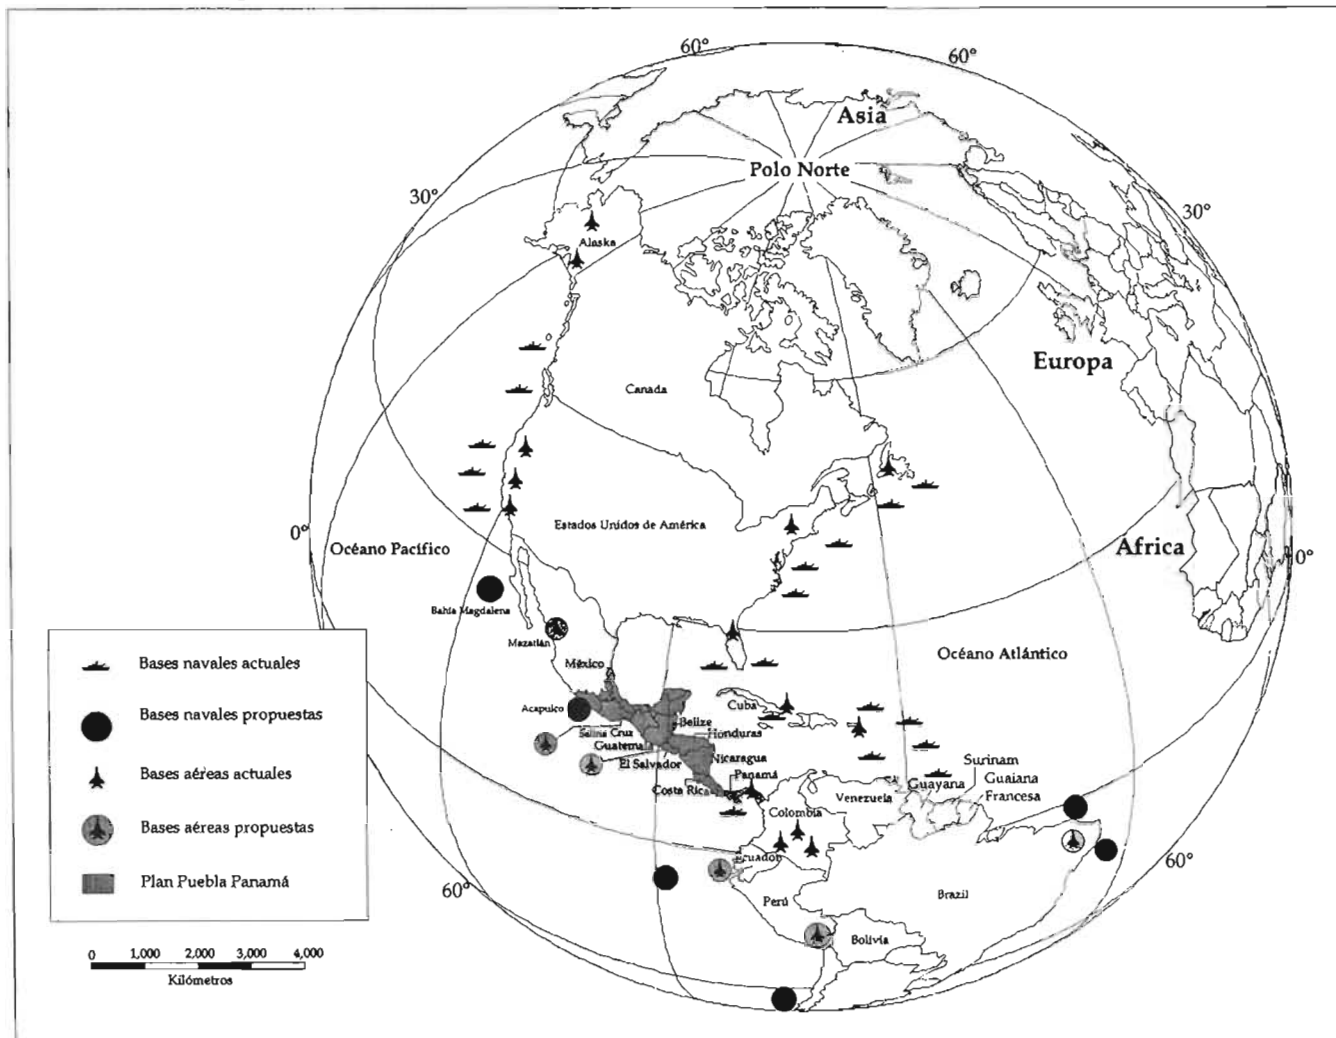 60°
60°
Asia
Polo Norte
30°
30°
Alaska
Europa
Canada
Estados Unidos de América
Africa
0°
0°
Océano Pacífico
Bahía Magdalena
Mazatlán
México
Océano Atlántico
Acapulco
Cuba
Salina Cruz
Belize
Guatemala
Honduras
El Salvador
Nicaragua
Panamá
Costa Rica
Surinam
Guayana
Guaiana
Francesa
Venezuela
Colombia
Ecuador
60°
60°
Perú
Brazil
Bolivia
Bases navales actuales
Bases navales propuestas
Bases aéreas actuales
Bases aéreas propuestas
Plan Puebla Panamá
0 1,000 2,000 3,000 4,000
Kilómetros